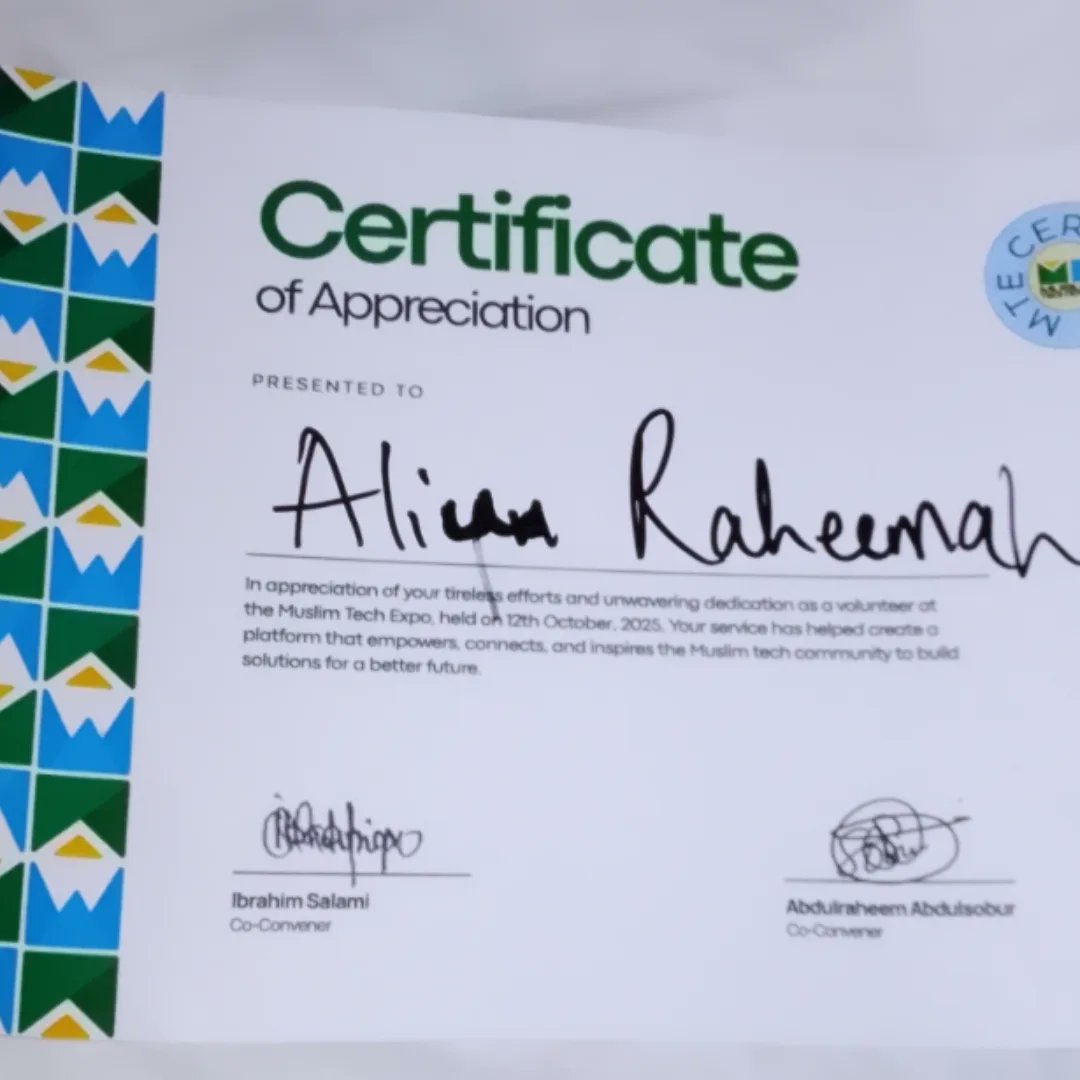 Certificate
of Appreciation
MTE CER
PRESENTED TO
Raheemah
In appreciation of your tireless efforts and unwavering dedication as a volunteer at
the Muslim Tech Expo, held on 12th October, 2025. Your service has helped create a
platform that empowers, connects, and inspires the Muslim tech community to build
solutions for a better future.
Ibrahim Salami
Co-Convener
Abdulraheem Abdulsobur
Co-Convener